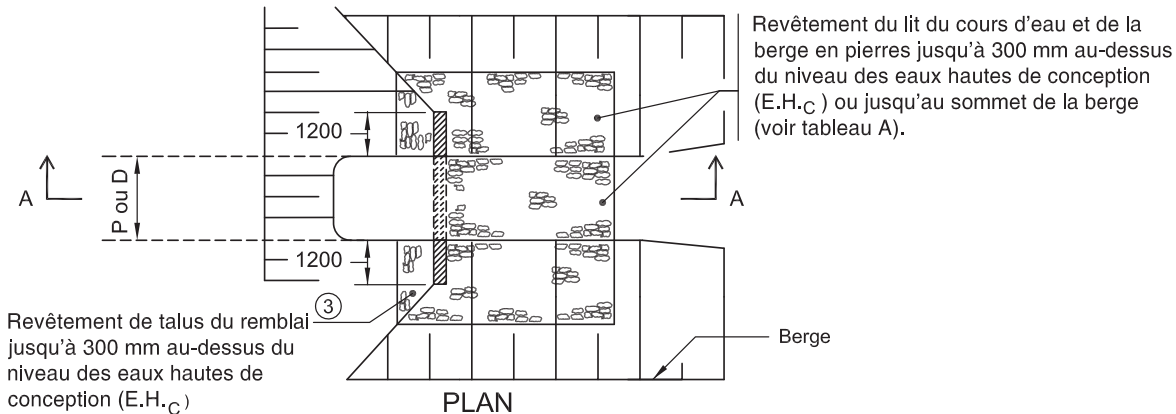 Revêtement du lit du cours d'eau et de la
berge en pierres jusqu'à 300 mm au-dessus
du niveau des eaux hautes de conception
(E.H.C ) ou jusqu'au sommet de la berge
(voir tableau A).
1200
A
P ou D
A
1200
3
Revêtement de talus du remblai
jusqu'à 300 mm au-dessus du
niveau des eaux hautes de
conception (E.H.C)
Berge
PLAN